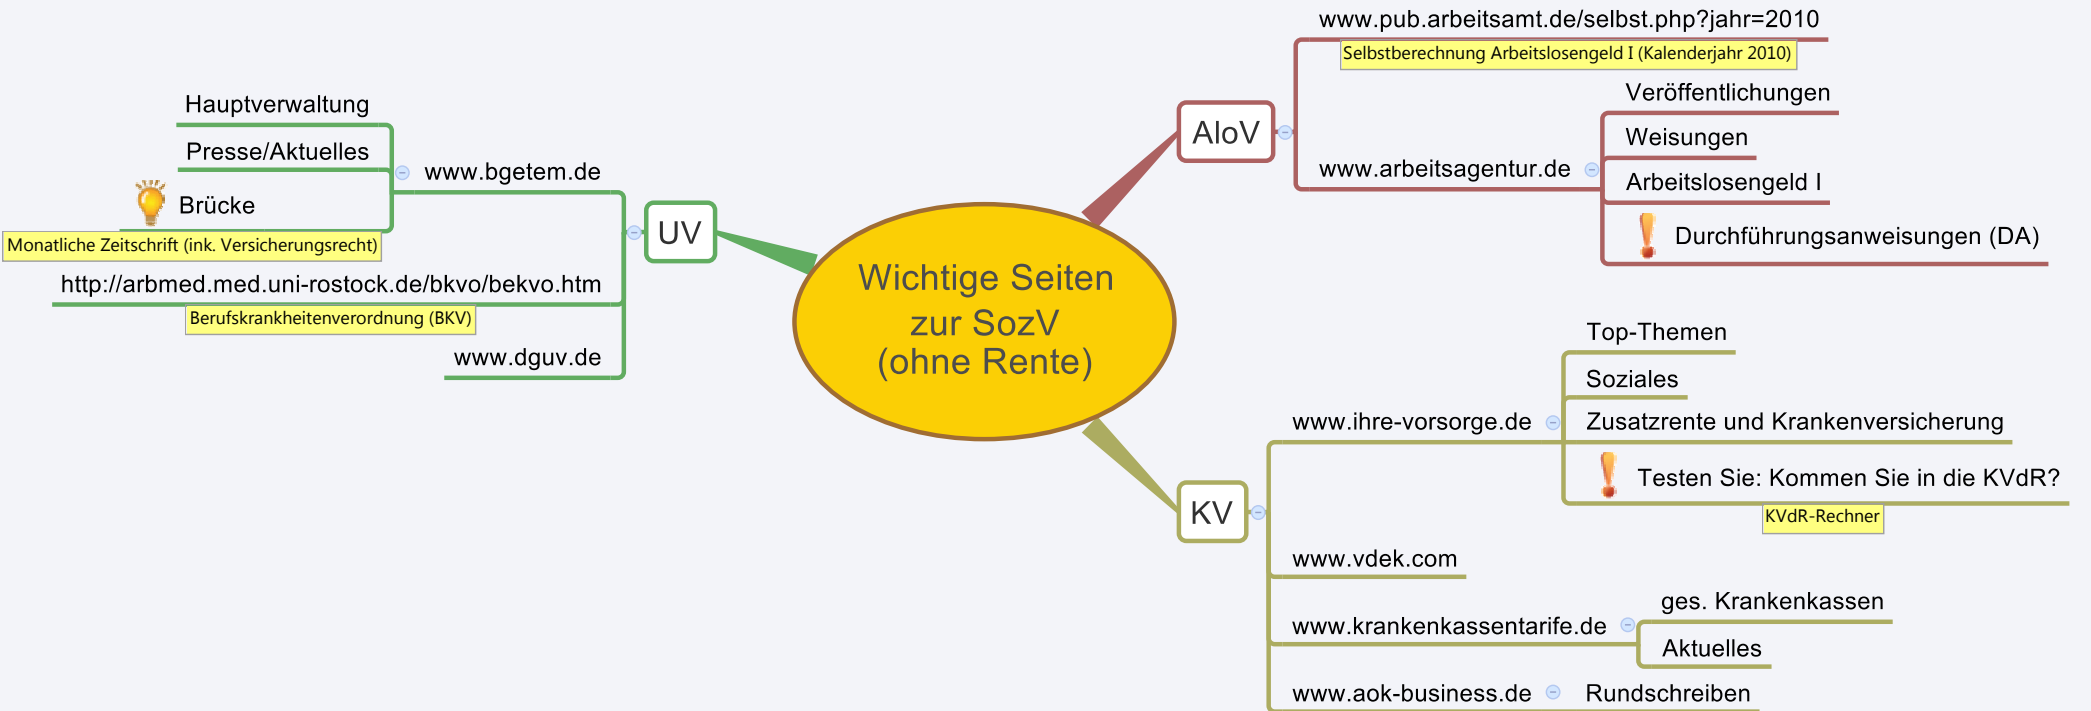 Wichtige Seiten
zur SozV
(ohne Rente)
AloV
www.pub.arbeitsamt.de/selbst.php?jahr=2010
Selbstberechnung Arbeitslosengeld I (Kalenderjahr 2010)
www.arbeitsagentur.de
Veröffentlichungen
Weisungen
Arbeitslosengeld I
Durchführungsanweisungen (DA)
KV
www.ihre-vorsorge.de
Top-Themen
Soziales
Zusatzrente und Krankenversicherung
Testen Sie: Kommen Sie in die KVdR?
KVdR-Rechner
www.vdek.com
www.krankenkassentarife.de
ges. Krankenkassen
Aktuelles
www.aok-business.de
Rundschreiben
UV
www.bgetem.de
Hauptverwaltung
Presse/Aktuelles
Brücke
Monatliche Zeitschrift (ink. Versicherungsrecht)
http://arbmed.med.uni-rostock.de/bkvo/bekvo.htm
Berufskrankheitenverordnung (BKV)
www.dguv.de